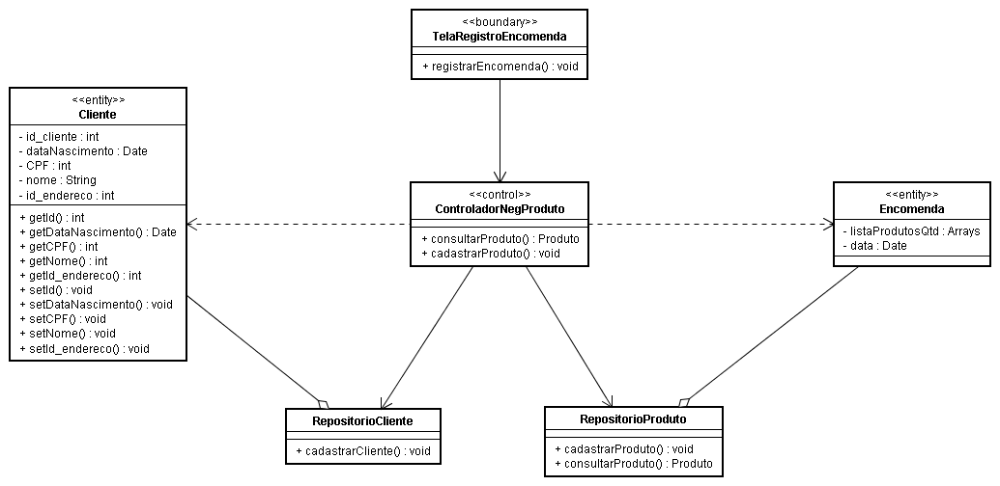 <<boundary>>
TelaRegistroEncomenda
+ registrarEncomenda() : void
<<entity>>
Cliente
- id_cliente : int
- dataNascimento : Date
- CPF : int
- nome : String
- id_endereco : int
+ getId() : int
+ getDataNascimento() : Date
+ getCPF() : int
+ getNome() : int
+ getId_endereco() : int
+ setId() : void
+ setDataNascimento() : void
+ setCPF() : void
+ setNome() : void
+ setId_endereco() : void
<<control>>
ControladorNegProduto
+ consultarProduto() : Produto
+ cadastrarProduto() : void
<<entity>>
Encomenda
- listaProdutosQtd : Arrays
- data : Date
RepositorioCliente
+ cadastrarCliente() : void
RepositorioProduto
+ cadastrarProduto() : void
+ consultarProduto() : Produto